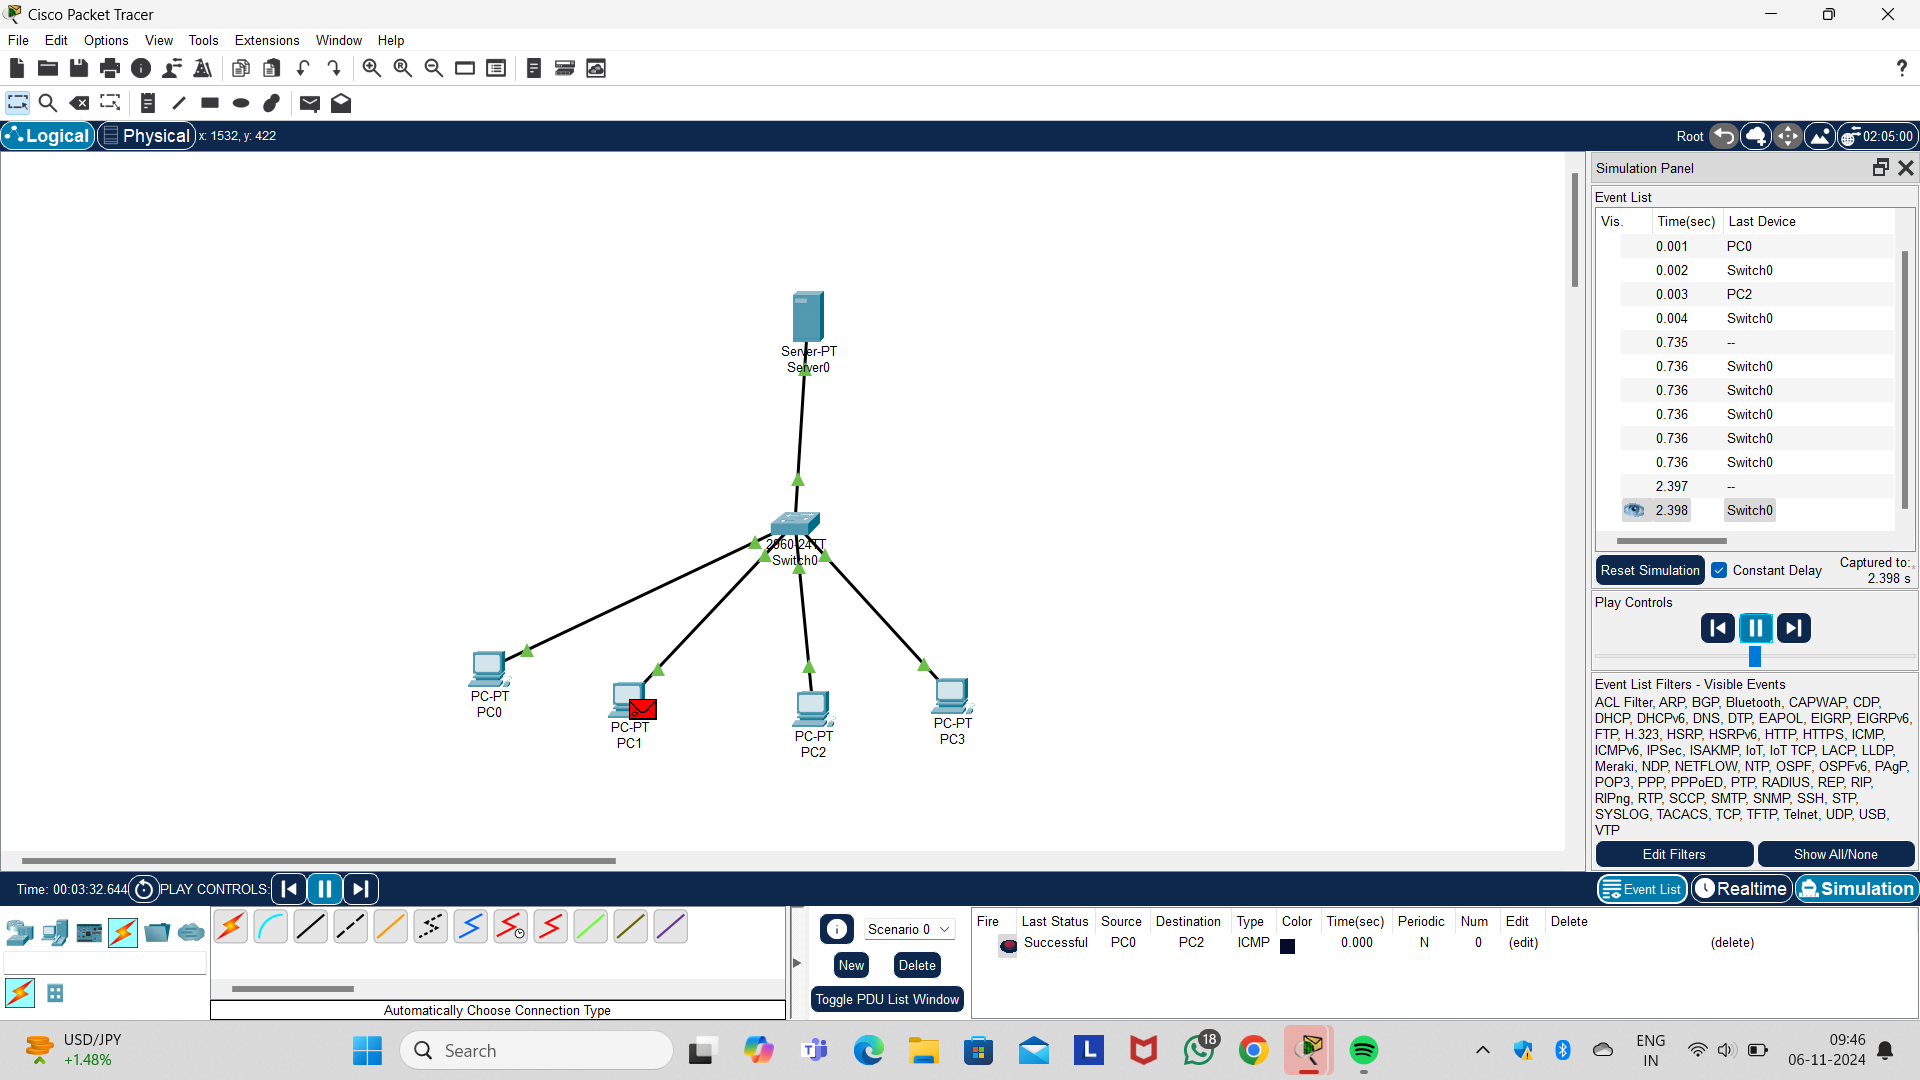 Cisco Packet Tracer
File Edit Options View Tools Extensions Window Help
?
Logical Physical x: 1532, y: 422 Root 02:05:00
Simulation Panel
Event List
Vis. Time(sec) Last Device
0.001 PC0
0.002 Switch0
0.003 PC2
0.004 Switch0
0.735 --
0.736 Switch0
0.736 Switch0
0.736 Switch0
0.736 Switch0
0.736 Switch0
2.397 --
2.398 Switch0
Reset Simulation Constant Delay Captured to:
2.398 s
Play Controls
Event List Filters - Visible Events
ACL Filter, ARP, BGP, Bluetooth, CAPWAP, CDP,
DHCP, DHCPv6, DNS, DTP, EAPOL, EIGRP, EIGRPv6,
FTP, H.323, HSRP, HSRPv6, HTTP, HTTPS, ICMP,
ICMPv6, IPSec, ISAKMP, IoT, IoT TCP, LACP, LLDP,
Meraki, NDP, NETFLOW, NTP, OSPF, OSPFv6, PAgP,
POP3, PPP, PPPoED, PTP, RADIUS, REP, RIP,
RIPng, RTP, SCCP, SMTP, SNMP, SSH, STP,
SYSLOG, TACACS, TCP, TFTP, Telnet, UDP, USB,
VTP
Edit Filters Show All/None
Server-PT
Server0
2960-24TT
Switch0
PC-PT
PC0
PC-PT
PC1
PC-PT
PC2
PC-PT
PC3
Time: 00:03:32.644 PLAY CONTROLS: Event List Realtime Simulation
Automatically Choose Connection Type
Scenario 0
New Delete
Toggle PDU List Window
Fire Last Status Source Destination Type Color Time(sec) Periodic Num Edit Delete
Successful PC0 PC2 ICMP 0.000 N 0 (edit) (delete)
USD/JPY
+1.48%
Search
L
18
ENG
IN
09:46
06-11-2024